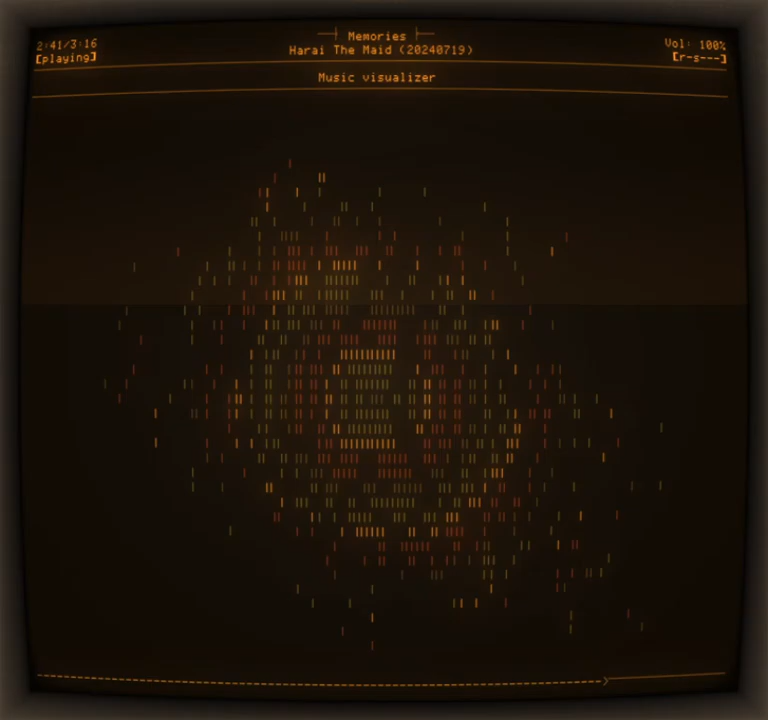 2:41/3:16
[playing]
Memories
Harai The Maid (20240719)
Vol: 100%
[r-s---]
Music visualizer